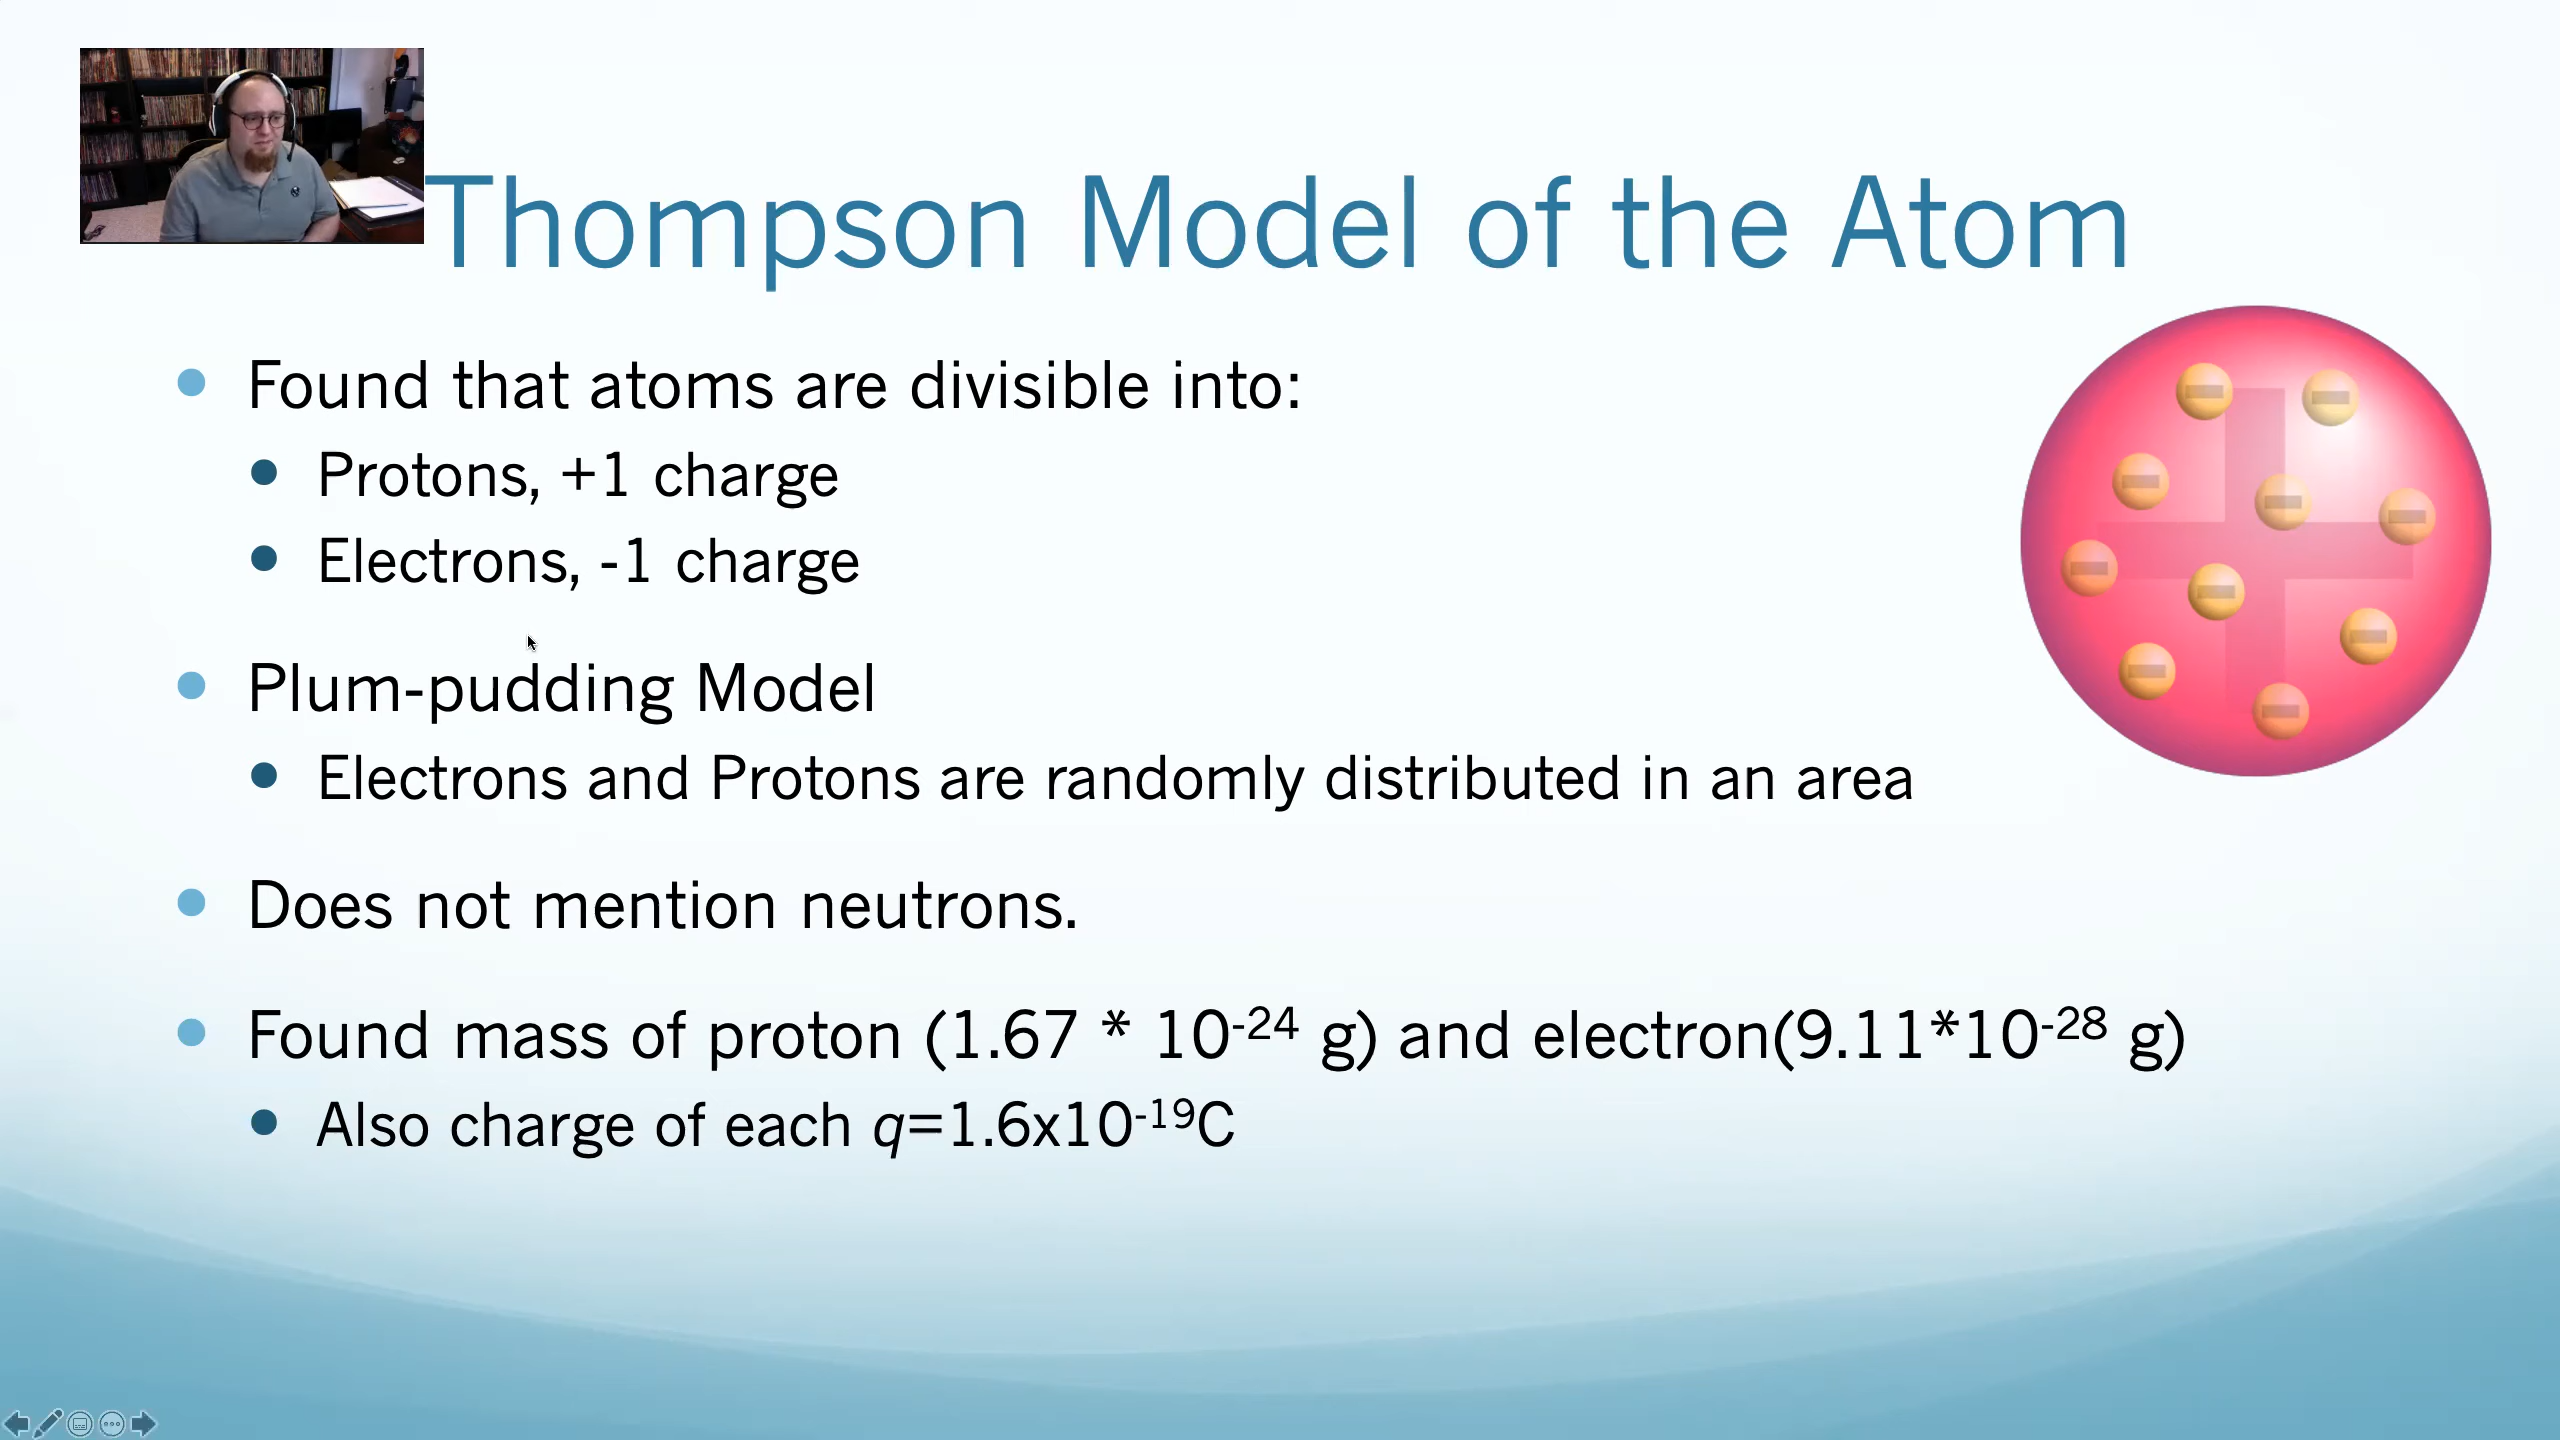 Thompson Model of the Atom
Found that atoms are divisible into:
Protons, +1 charge
Electrons, -1 charge
Plum-pudding Model
Electrons and Protons are randomly distributed in an area
Does not mention neutrons.
Found mass of proton (1.67 * 10⁻²⁴ g) and electron(9.11*10⁻²⁸ g)
Also charge of each q=1.6x10⁻¹⁹C